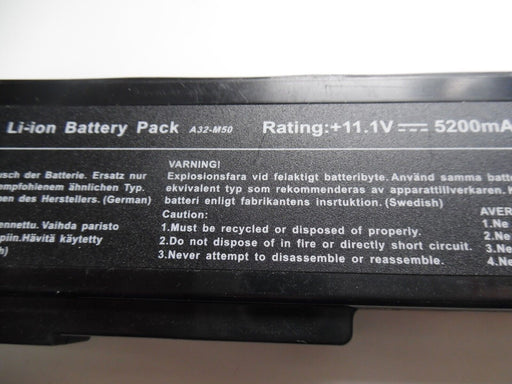 Li-ion Battery Pack A32-M50 Rating:+11.1V 5200mA
usch der Batterie. Ersatz nur
empfohlenem ähnlichen Typ.
en des Herstellers. (German)
ennettu. Vaihda paristo
piin.Hävitä käytetty
h)
VARNING!
Explosionsfara vid felaktigt batteribyte. Använd samma batte
ekvivalent typ som rekommenderas av apparattillverkaren. K
batteri enligt fabrikantens insrtuktion. (Swedish)
Caution:
1.Must be recycled or disposed of properly.
2.Do not dispose of in fire or directly short circuit.
3.Never attempt to disassemble or reassemble.
AVER
1.Ne
2.Ne
3.Ne
4.Ne